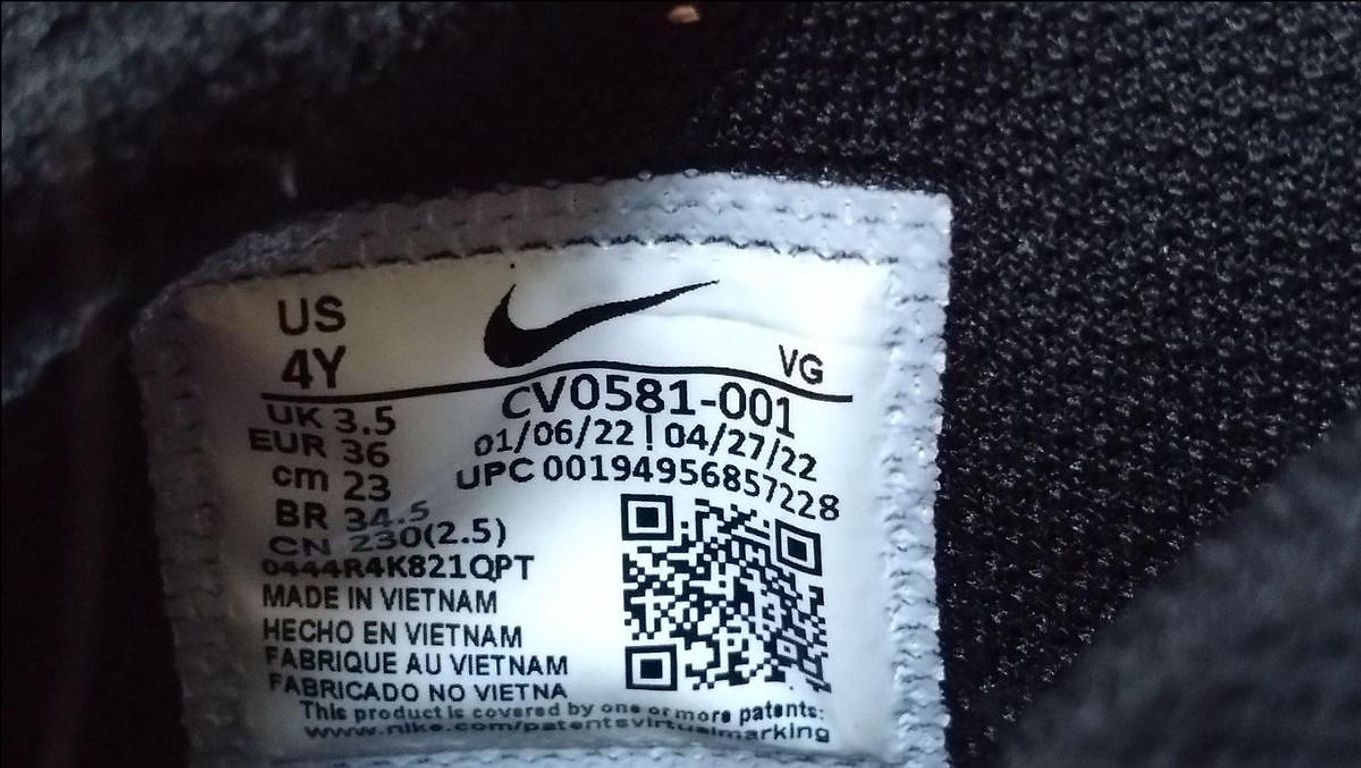 US
4Y
VG
CV0581-001
UK 3.5
01/06/22 | 04/27/22
EUR 36
UPC 00194956857228
cm 23
BR 34.5
CN 230(2.5)
0444R4K821QPT
MADE IN VIETNAM
HECHO EN VIETNAM
FABRIQUE AU VIETNAM
FABRICADO NO VIETNA
This product is covered by one or more patents:
www.nike.com/patentsvirtualmarking